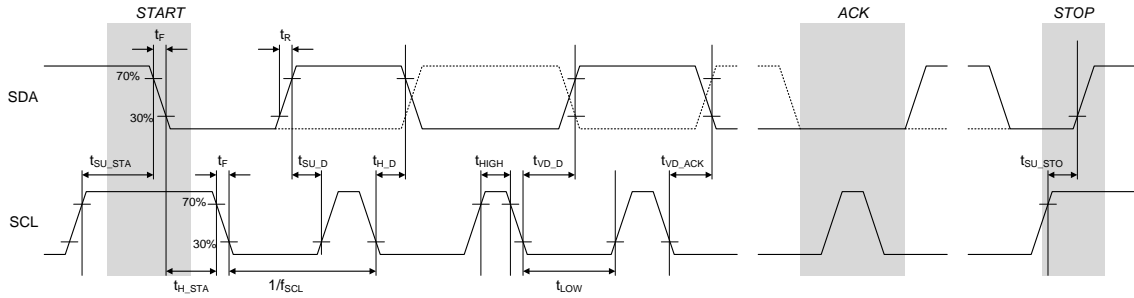 START
ACK
STOP
tF
tR
70%
SDA
30%
tSU_STA
tF
tSU_D
tH_D
tHIGH
tVD_D
tVD_ACK
tSU_STO
70%
SCL
30%
tH_STA
1/fSCL
tLOW